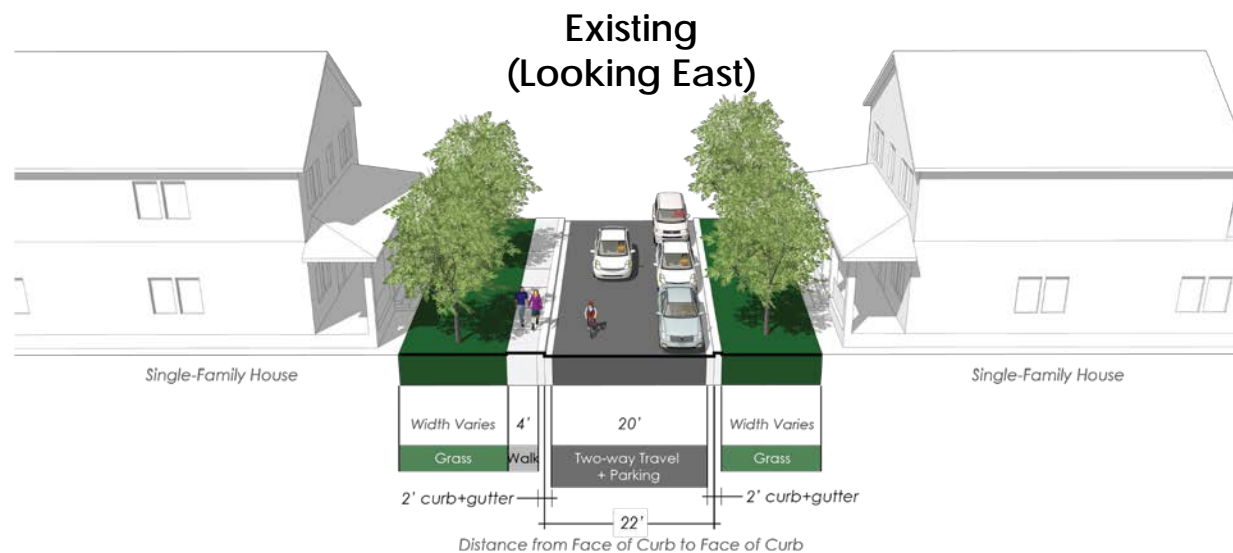 Existing
(Looking East)
Single-Family House
Single-Family House
Width Varies
4'
20'
Width Varies
Grass
Walk
Two-way Travel
+ Parking
Grass
2' curb+gutter
2' curb+gutter
22'
Distance from Face of Curb to Face of Curb